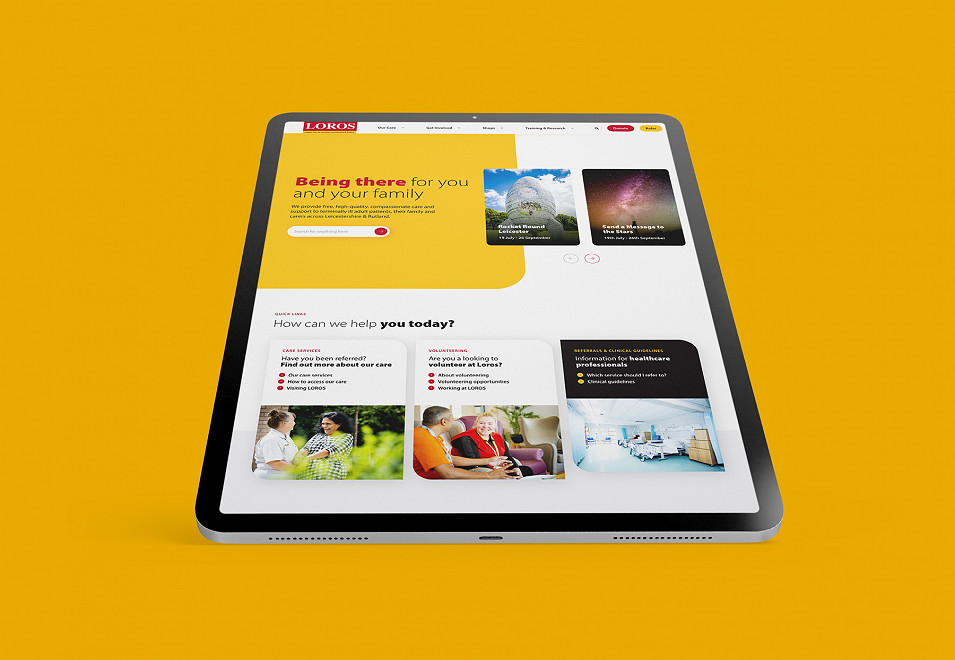 LOROS
Our Care Get Involved Shops Training & Research Donate Refer
Being there for you
and your family
We provide free, high-quality, compassionate care and
support to terminally ill adult patients, their family and
carers across Leicestershire & Rutland.
Search for anything here
Rocket Round
Leicester
19 July - 26 September
Send a Message to
the Stars
19th July - 26th September
QUICK LINKS
How can we help you today?
CARE SERVICES
Have you been referred?
Find out more about our care
Our care services
How to access our care
Visiting LOROS
VOLUNTEERING
Are you a looking to
volunteer at Loros?
About volunteering
Volunteering opportunities
Working at LOROS
REFERRALS & CLINICAL GUIDELINES
Information for healthcare
professionals
Which service should I refer to?
Clinical guidelines